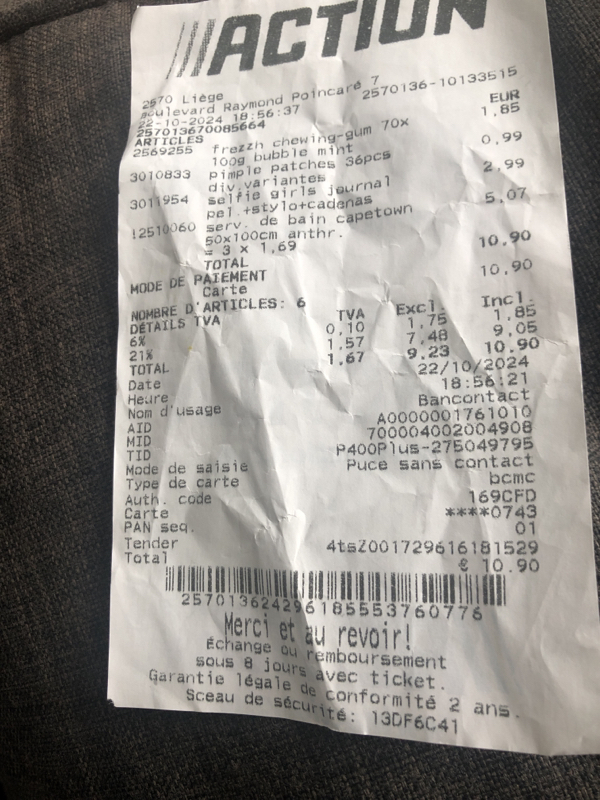 ACTION
2570 Liège
Boulevard Raymond Poincaré 7
22-10-2024 18:56:37 2570136-10133515
257013670085664
ARTICLES EUR
2569255 frezzh chewing-gum 70x 1,85
100g bubble mint
3010833 pimple patches 36pcs 0,99
div.variantes
3011954 selfie girls journal 2,99
pel.+stylo+cadenas
!2510060 serv. de bain capetown 5,07
50x100cm anthr.
= 3 x 1,69
TOTAL 10,90
MODE DE PAIEMENT
Carte 10,90
NOMBRE D'ARTICLES: 6
DÉTAILS TVA TVA Excl. Incl.
6% 0,10 1,75 1,85
21% 1,57 7,48 9,05
TOTAL 1,67 9,23 10,90
Date 22/10/2024
Heure 18:56:21
Nom d'usage Bancontact
AID A0000001761010
MID 700004002004908
TID P400Plus-275049795
Mode de saisie Puce sans contact
Type de carte bcmc
Auth. code 169CFD
Carte ****0743
PAN seq. 01
Tender 4tsZ001729616181529
Total € 10.90
257013624296185553760776
Merci et au revoir!
Échange ou remboursement
sous 8 jours avec ticket.
Garantie légale de conformité 2 ans.
Sceau de sécurité: 13DF6C41